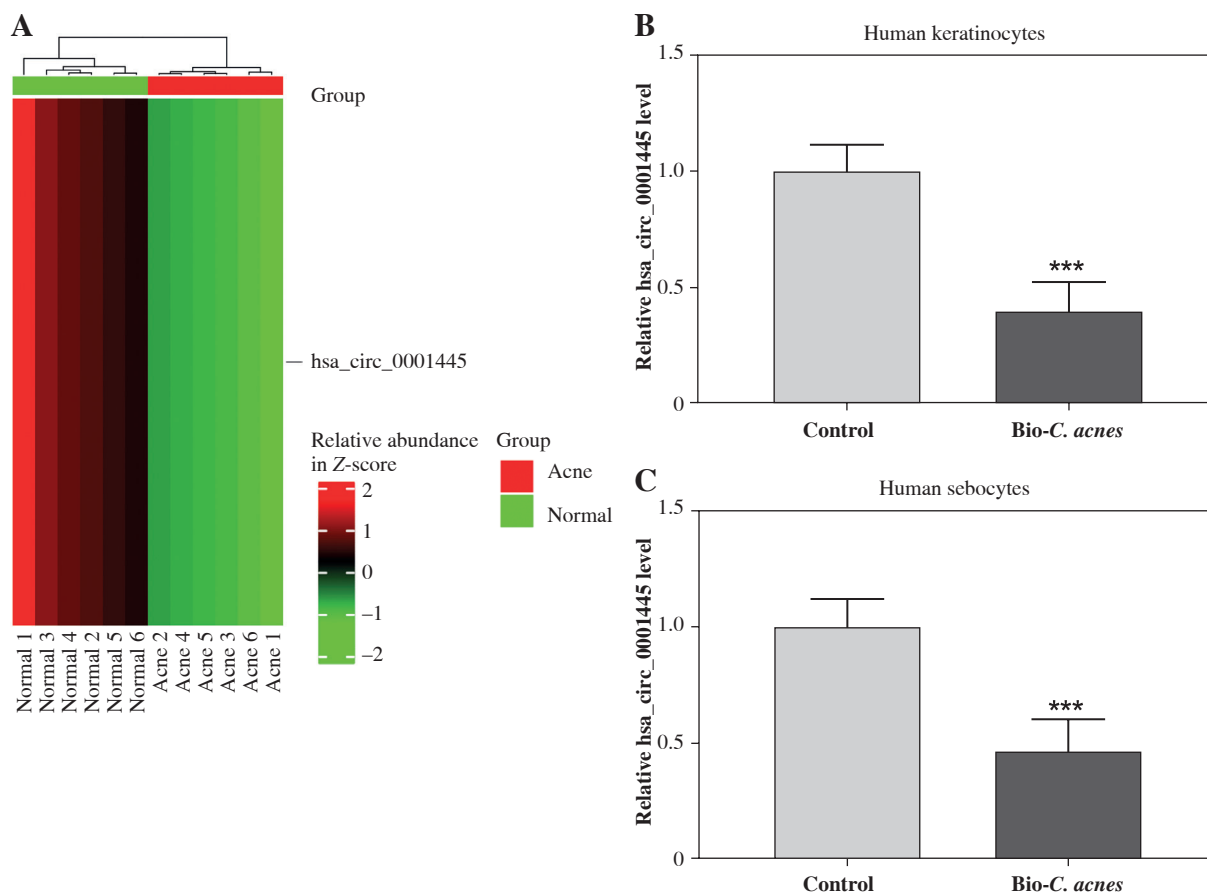 A
Group
hsa_circ_0001445
Relative abundance
in Z-score
2
1
0
–1
–2
Group
Acne
Normal
Normal 1
Normal 3
Normal 4
Normal 2
Normal 5
Normal 6
Acne 2
Acne 4
Acne 5
Acne 3
Acne 6
Acne 1
B
Human keratinocytes
Relative hsa_circ_0001445 level
1.5
1.0
0.5
0
***
Control
Bio-C. acnes
C
Human sebocytes
Relative hsa_circ_0001445 level
1.5
1.0
0.5
0
***
Control
Bio-C. acnes